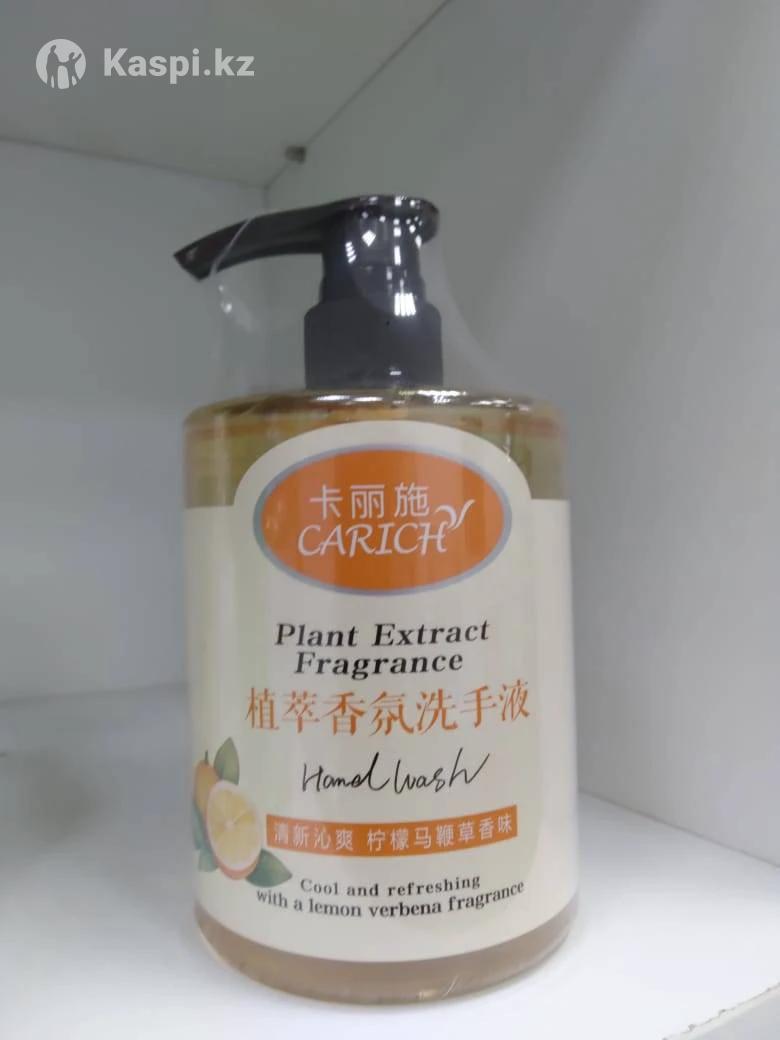 Kaspi.kz
卡丽施
CARICH
Plant Extract
Fragrance
植萃香氛洗手液
Hand Wash
清新沁爽 柠檬马鞭草香味
Cool and refreshing
with a lemon verbena fragrance